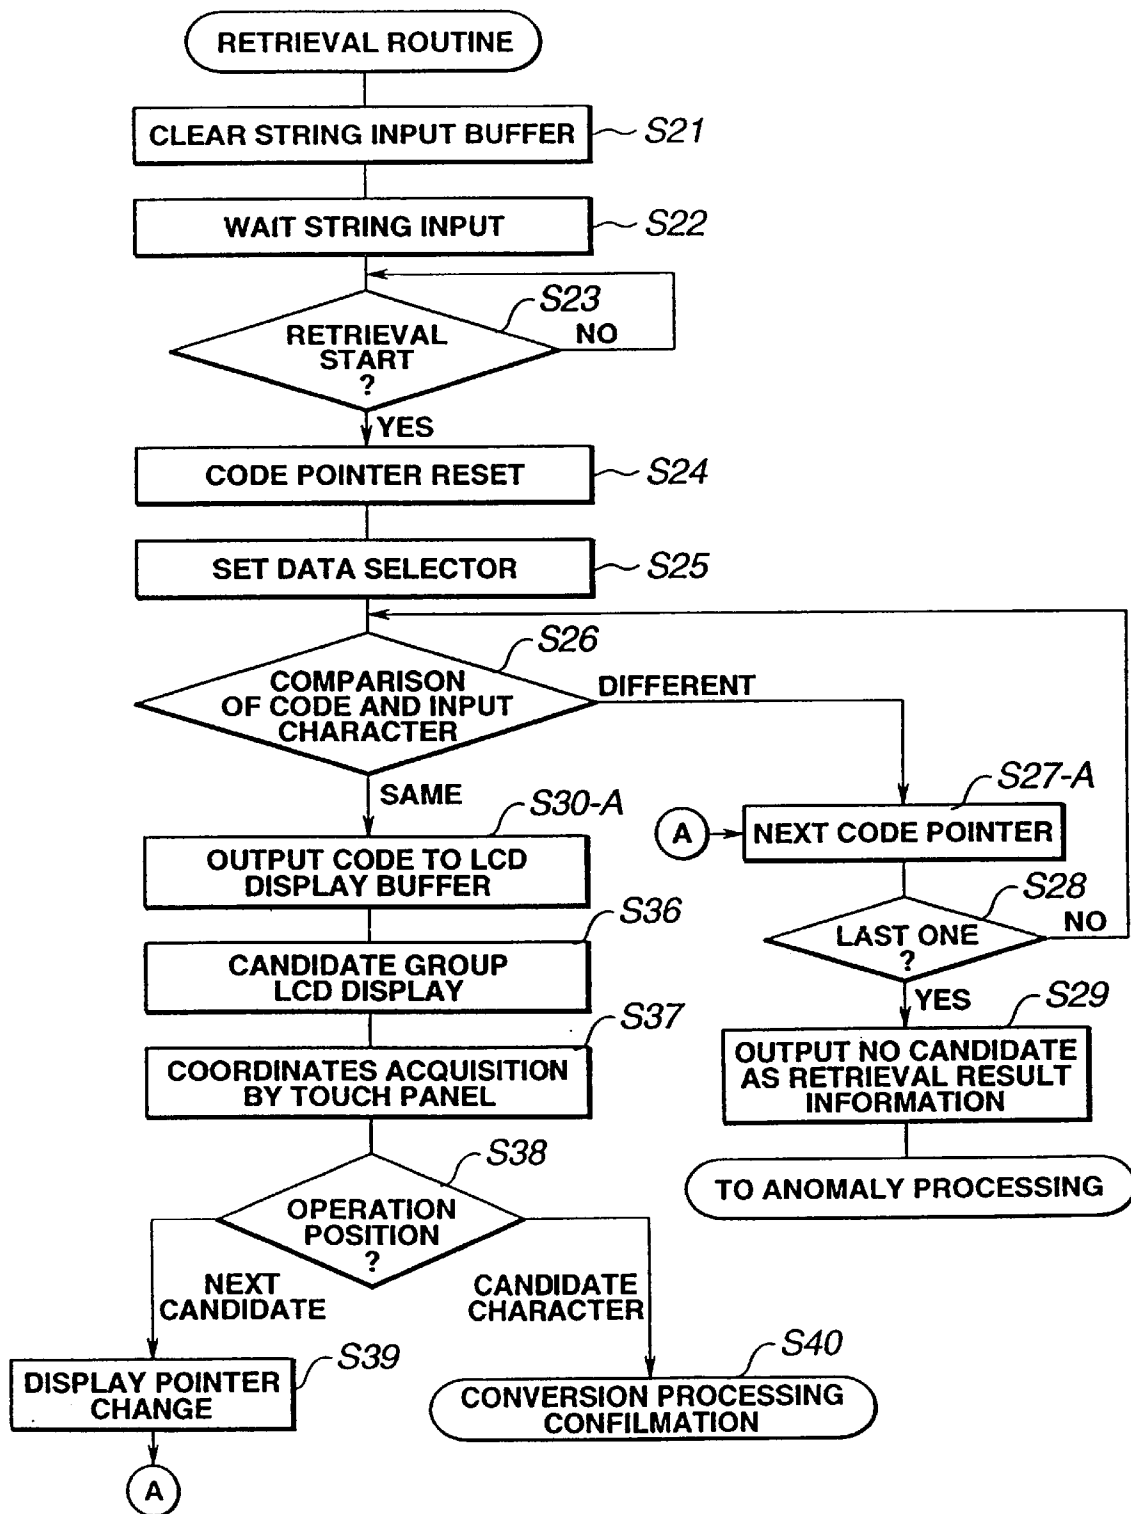 RETRIEVAL ROUTINE
CLEAR STRING INPUT BUFFER
S21
WAIT STRING INPUT
S22
S23
RETRIEVAL
START
?
NO
YES
CODE POINTER RESET
S24
SET DATA SELECTOR
S25
S26
COMPARISON
OF CODE AND INPUT
CHARACTER
DIFFERENT
SAME
S27-A
A
NEXT CODE POINTER
S28
LAST ONE
?
NO
YES
S29
OUTPUT NO CANDIDATE
AS RETRIEVAL RESULT
INFORMATION
TO ANOMALY PROCESSING
S30-A
OUTPUT CODE TO LCD
DISPLAY BUFFER
S36
CANDIDATE GROUP
LCD DISPLAY
S37
COORDINATES ACQUISITION
BY TOUCH PANEL
S38
OPERATION
POSITION
?
NEXT
CANDIDATE
CANDIDATE
CHARACTER
S39
DISPLAY POINTER
CHANGE
A
S40
CONVERSION PROCESSING
CONFILMATION